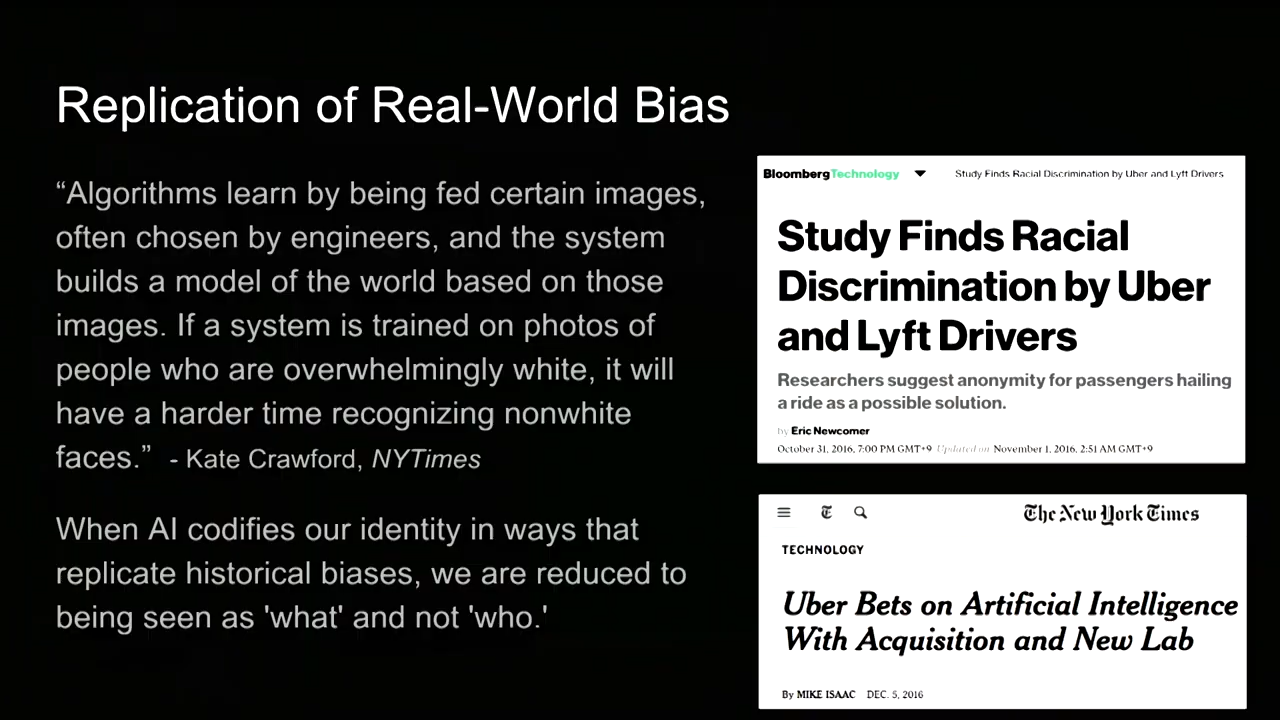 Replication of Real-World Bias
“Algorithms learn by being fed certain images,
often chosen by engineers, and the system
builds a model of the world based on those
images. If a system is trained on photos of
people who are overwhelmingly white, it will
have a harder time recognizing nonwhite
faces.” - Kate Crawford, NYTimes
When AI codifies our identity in ways that
replicate historical biases, we are reduced to
being seen as 'what' and not 'who.'
BloombergTechnology
Study Finds Racial Discrimination by Uber and Lyft Drivers
Study Finds Racial
Discrimination by Uber
and Lyft Drivers
Researchers suggest anonymity for passengers hailing
a ride as a possible solution.
by Eric Newcomer
October 31, 2016, 7:00 PM GMT+9 Updated on November 1, 2016, 2:51 AM GMT+9
T The New York Times
TECHNOLOGY
Uber Bets on Artificial Intelligence
With Acquisition and New Lab
By MIKE ISAAC DEC. 5, 2016